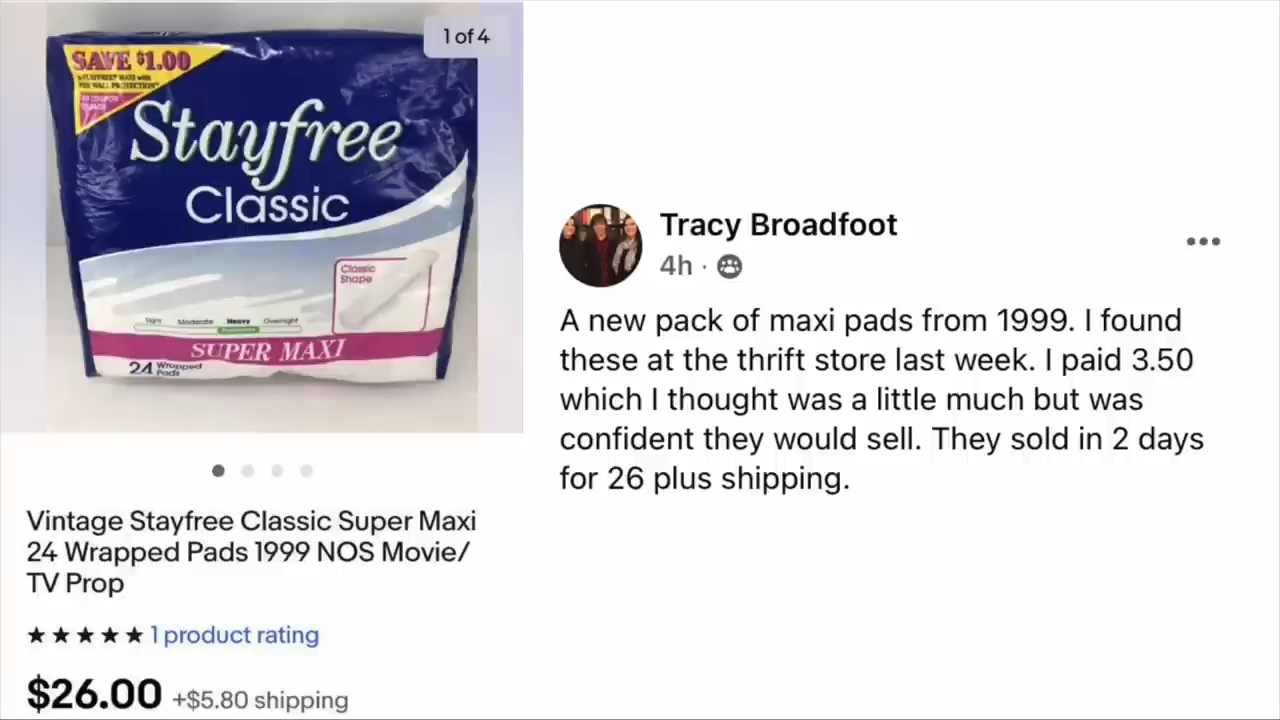 1 of 4
SAVE $1.00
Stayfree
Classic
Classic
Shape
Light Moderate Heavy Overnight
SUPER MAXI
24 Wrapped
Pads
Vintage Stayfree Classic Super Maxi
24 Wrapped Pads 1999 NOS Movie/
TV Prop
★★★★★ 1 product rating
$26.00 +$5.80 shipping
Tracy Broadfoot
4h ·
A new pack of maxi pads from 1999. I found
these at the thrift store last week. I paid 3.50
which I thought was a little much but was
confident they would sell. They sold in 2 days
for 26 plus shipping.